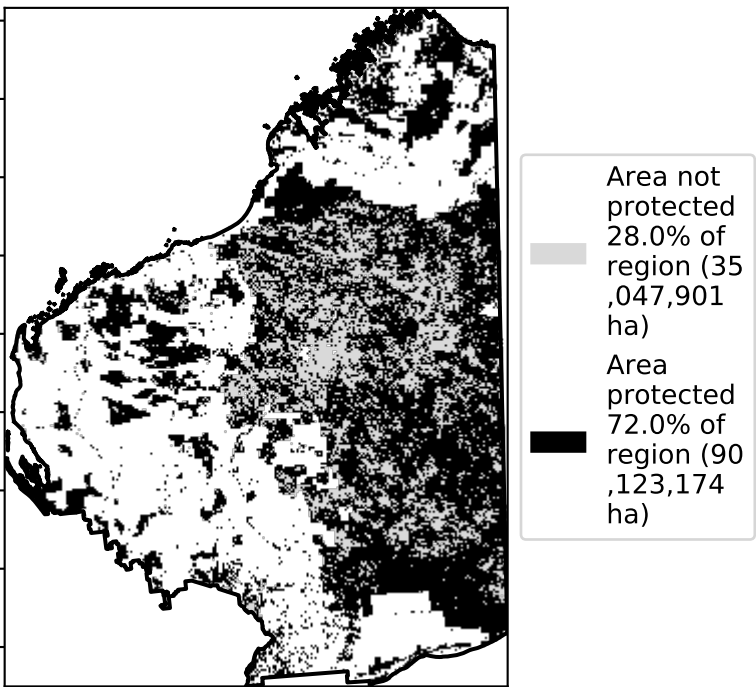 Area not
protected
28.0% of
region (35
,047,901
ha)
Area
protected
72.0% of
region (90
,123,174
ha)